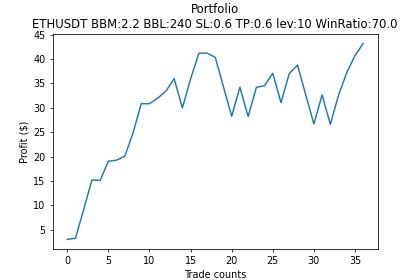 Portfolio
ETHUSDT BBM:2.2 BBL:240 SL:0.6 TP:0.6 lev:10 WinRatio:70.0
45
40
35
30
25
20
15
10
5
Profit ($)
0 5 10 15 20 25 30 35
Trade counts